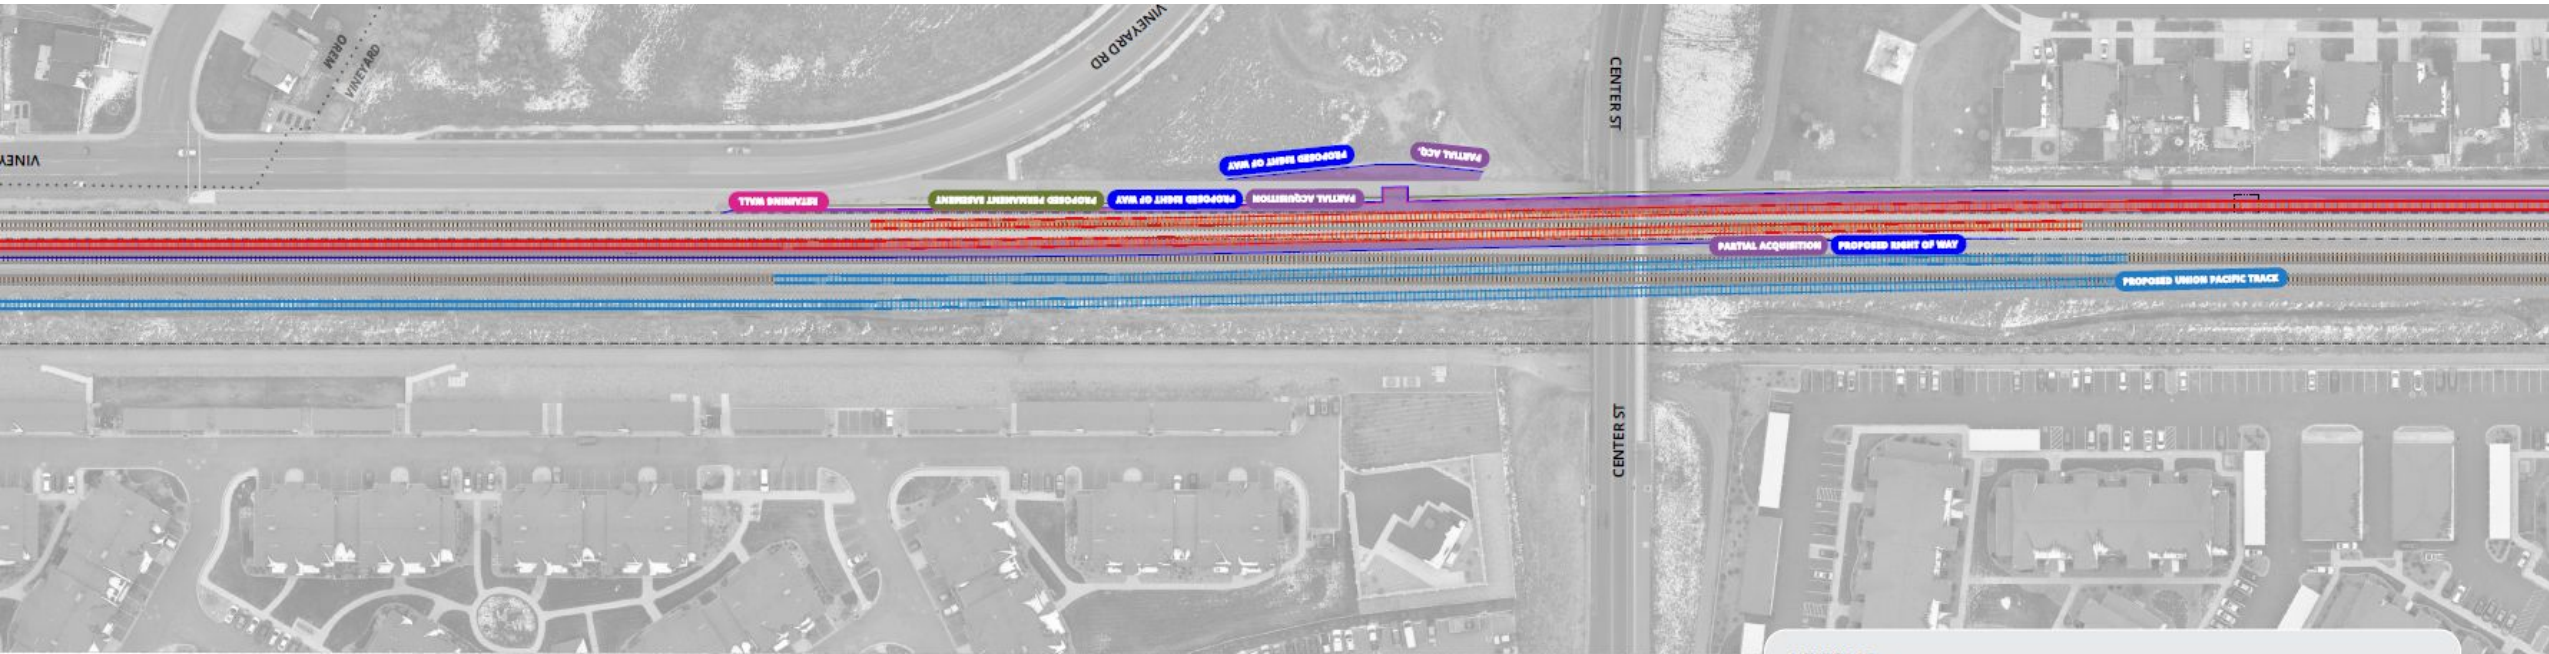 OREM
VINEYARD
VINEYARD RD
CENTER ST
VINEY
PROPOSED RIGHT OF WAY
PARTIAL ACQ.
RETAINING WALL
PROPOSED PERMANENT EASEMENT
PROPOSED RIGHT OF WAY
PARTIAL ACQUISITION
PARTIAL ACQUISITION
PROPOSED RIGHT OF WAY
PROPOSED UNION PACIFIC TRACK
CENTER ST